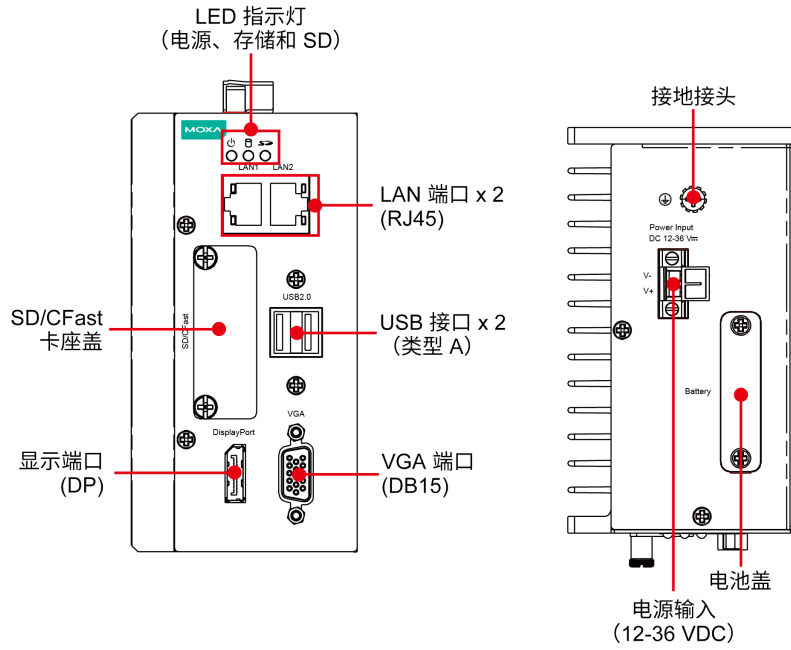 LED 指示灯
（电源、存储和 SD）
MOXA
LAN1 LAN2
LAN 端口 x 2
(RJ45)
USB2.0
SD/CFast
SD/CFast
卡座盖
USB 接口 x 2
（类型 A）
VGA
DisplayPort
显示端口
(DP)
VGA 端口
(DB15)
接地接头
Power Input
DC 12-36 V
V-
V+
Battery
电池盖
电源输入
（12-36 VDC）